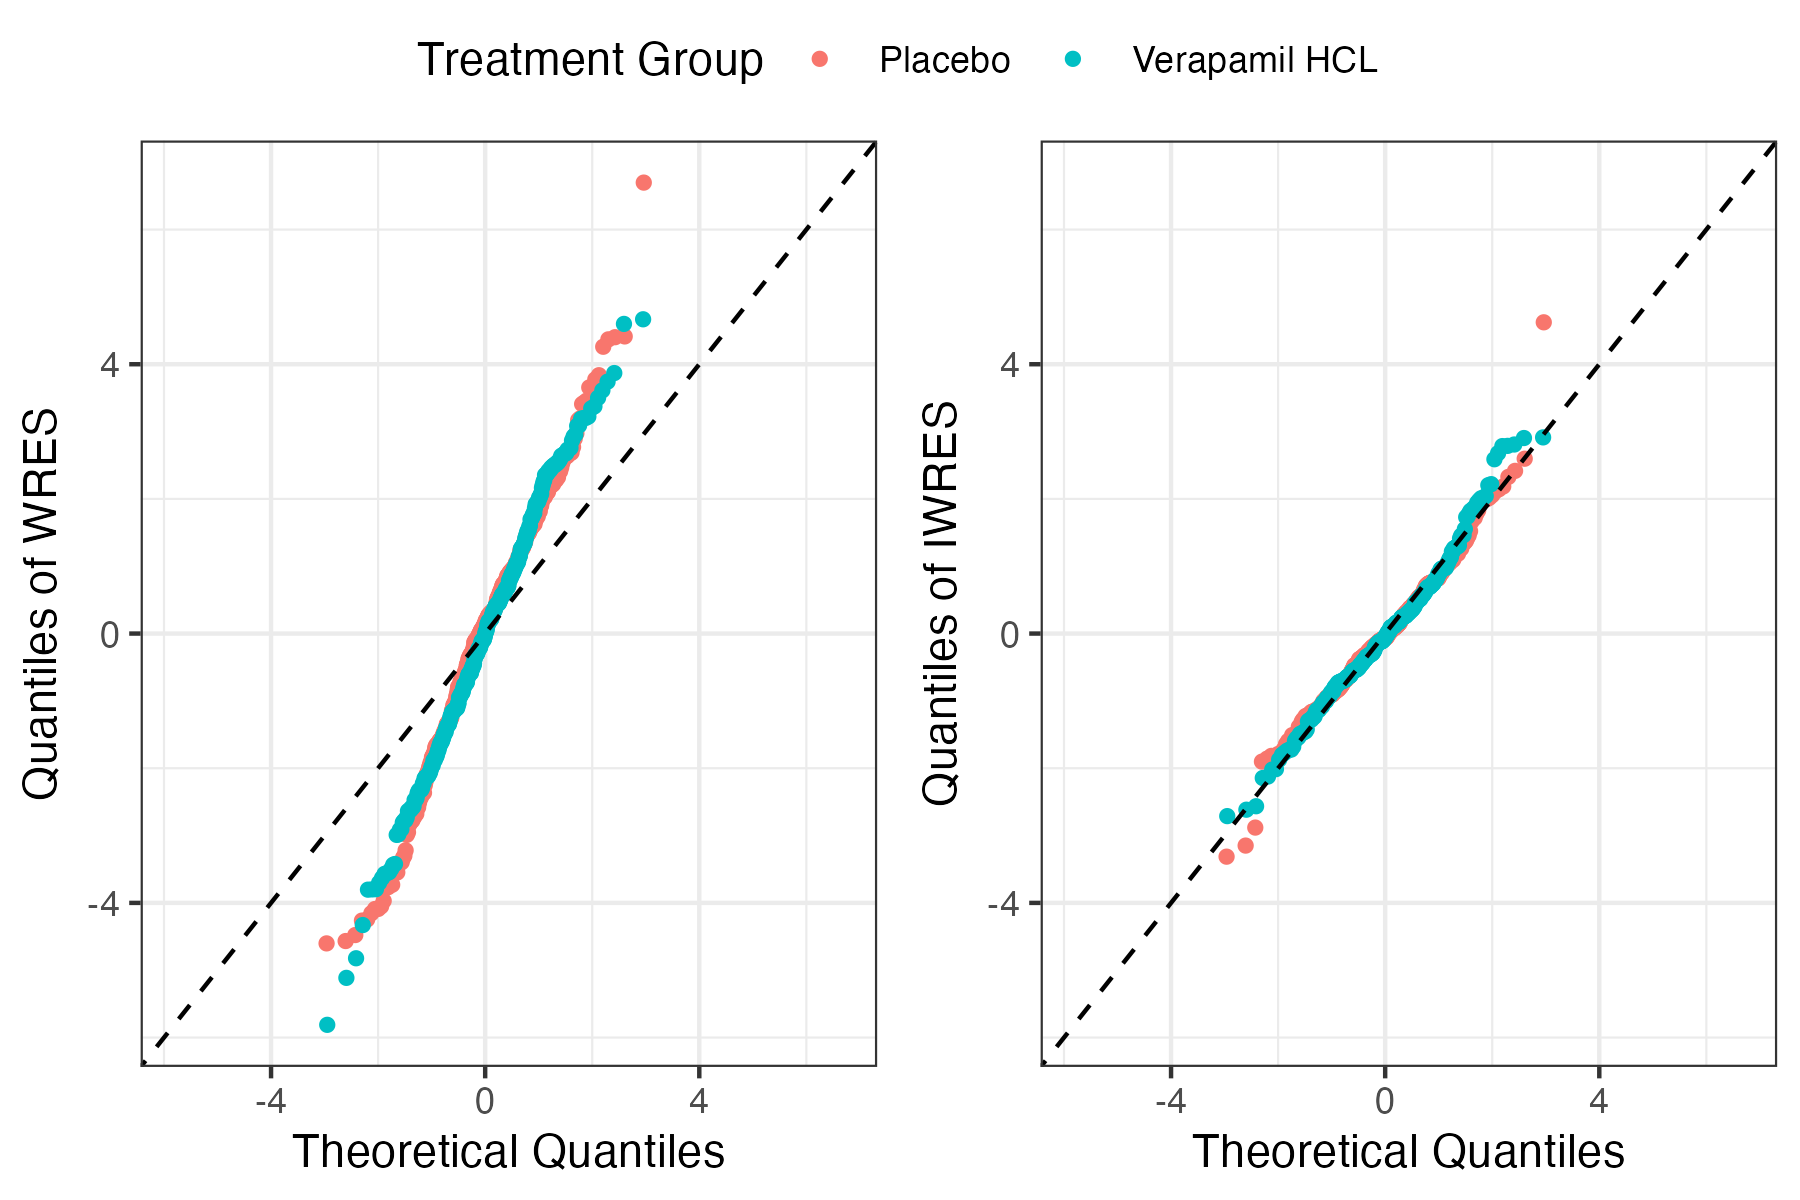 Treatment Group Placebo Verapamil HCL
Quantiles of WRES
4
0
-4
-4 0 4
Theoretical Quantiles
Quantiles of IWRES
4
0
-4
-4 0 4
Theoretical Quantiles